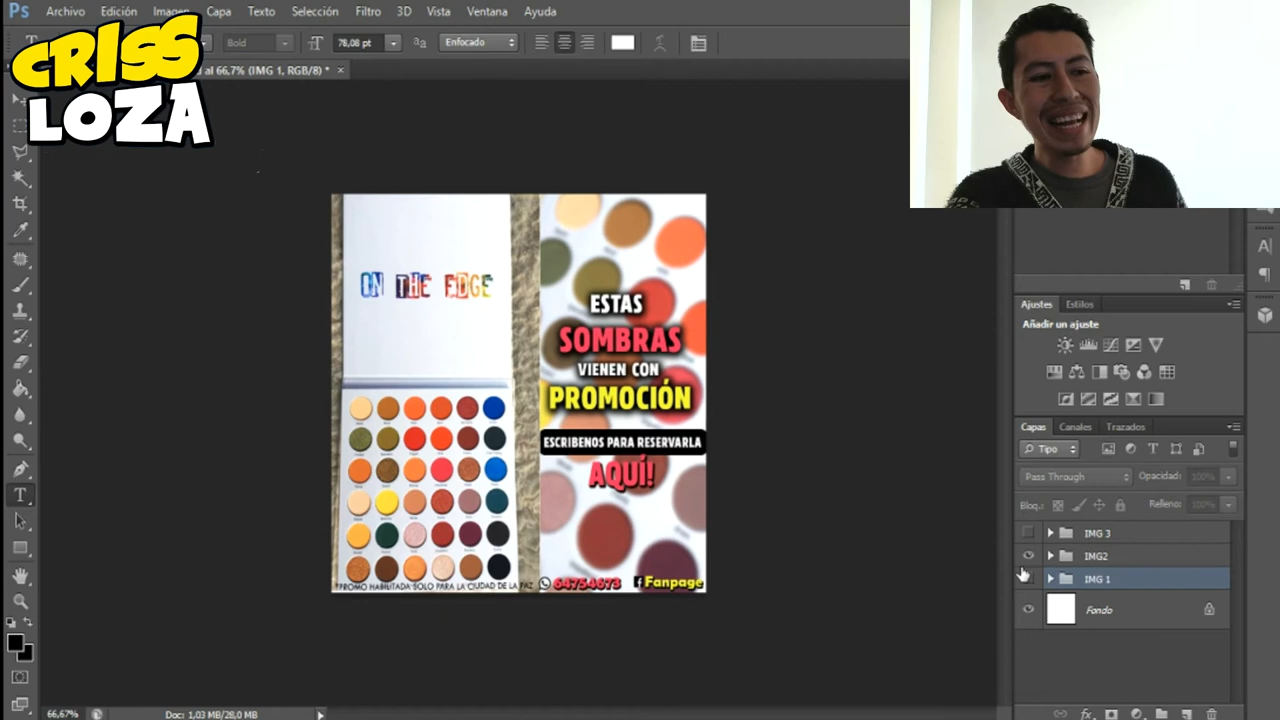 Ps Archivo Edición Imagen Capa Texto Selección Filtro 3D Vista Ventana Ayuda
CRISS
LOZA
Bold 78,08 pt aa Enfocado
al 66,7% (IMG 1, RGB/8) * ×
ON THE EDGE
ESTAS
SOMBRAS
VIENEN CON
PROMOCIÓN
ESCRIBENOS PARA RESERVARLA
AQUÍ!
*PROMO HABILITADA SOLO PARA LA CIUDAD DE LA PAZ
64754673 f Fanpage
Ajustes Estilos
Añadir un ajuste
Capas Canales Trazados
Tipo
Pass Through Opacidad: 100%
Bloq.: Relleno: 100%
IMG 3
IMG2
IMG 1
Fondo
fx
66,67% Doc: 1,03 MB/28,0 MB